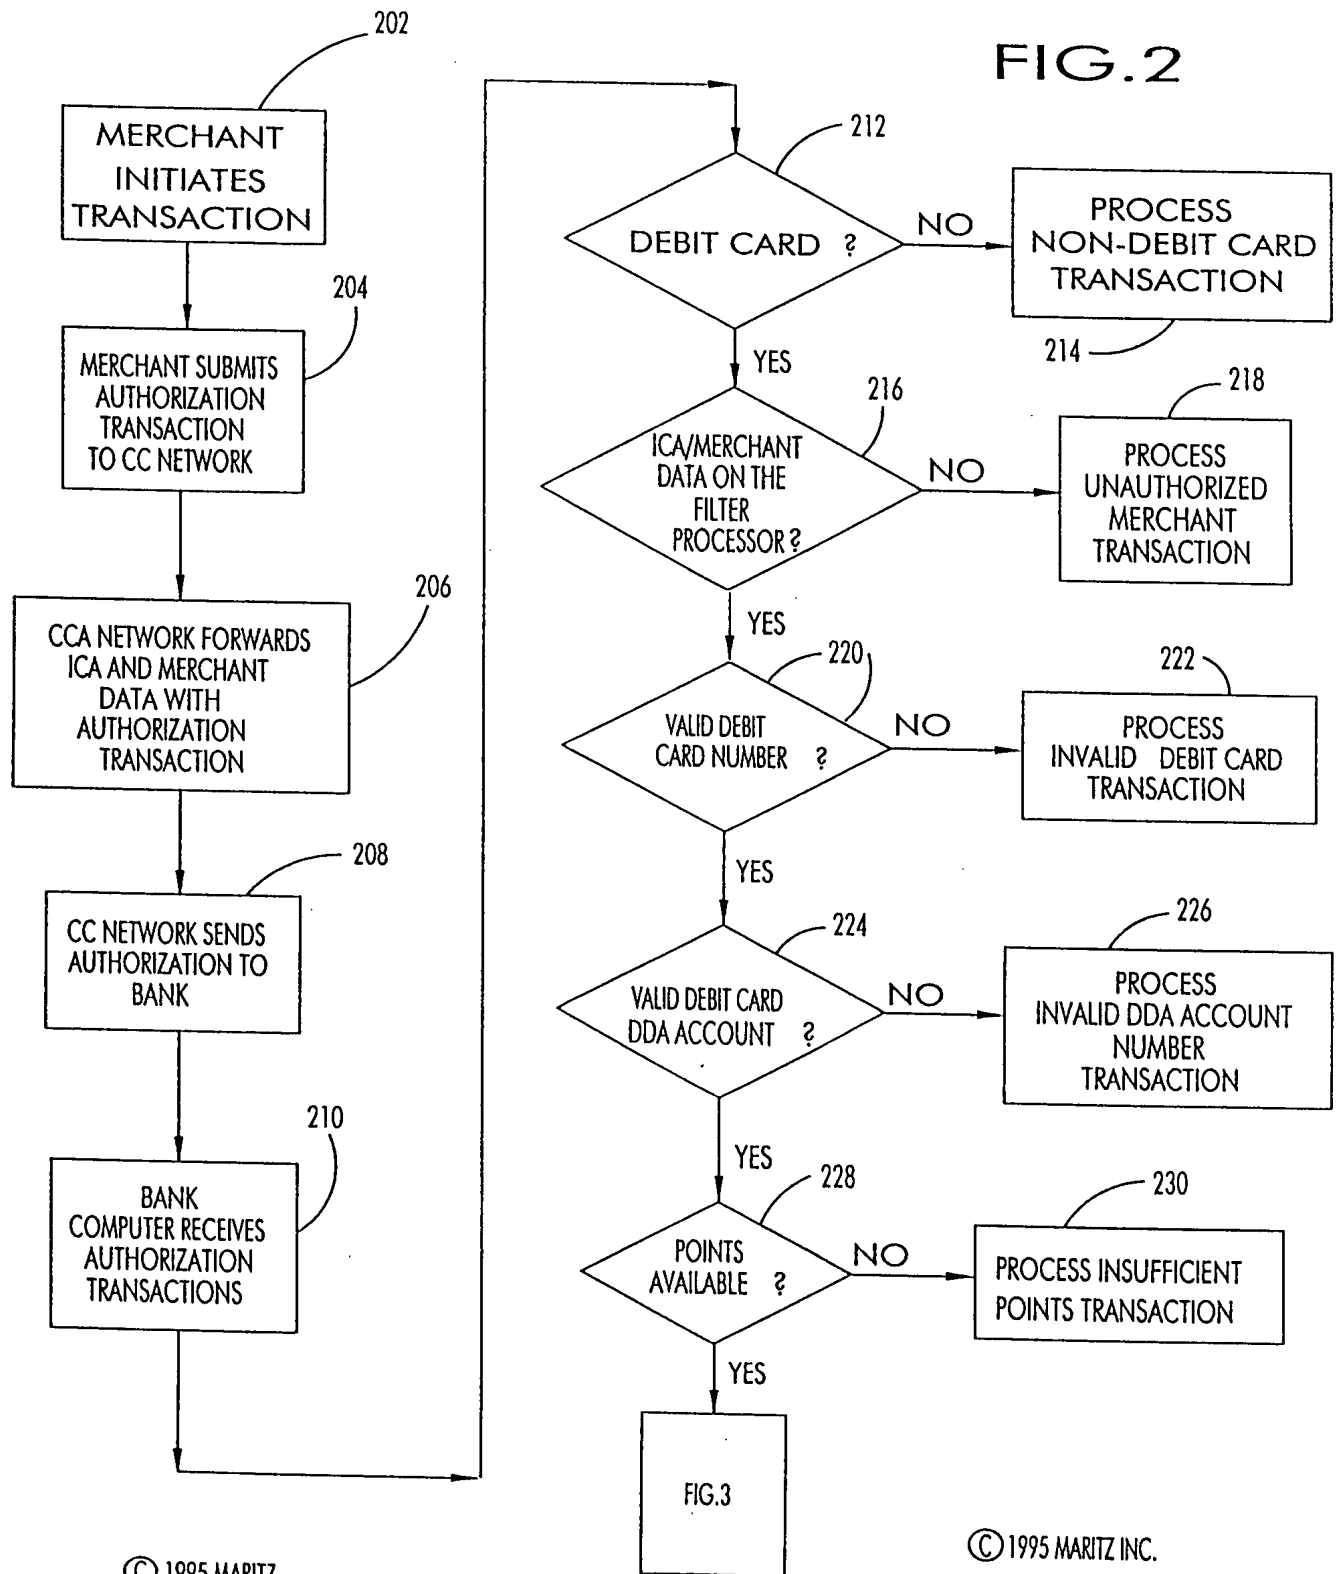 FIG.2
202
MERCHANT
INITIATES
TRANSACTION
204
MERCHANT SUBMITS
AUTHORIZATION
TRANSACTION
TO CC NETWORK
206
CCA NETWORK FORWARDS
ICA AND MERCHANT
DATA WITH
AUTHORIZATION
TRANSACTION
208
CC NETWORK SENDS
AUTHORIZATION TO
BANK
210
BANK
COMPUTER RECEIVES
AUTHORIZATION
TRANSACTIONS
212
DEBIT CARD ?
NO
PROCESS
NON-DEBIT CARD
TRANSACTION
214
YES
216
ICA/MERCHANT
DATA ON THE
FILTER
PROCESSOR?
NO
218
PROCESS
UNAUTHORIZED
MERCHANT
TRANSACTION
YES
220
VALID DEBIT
CARD NUMBER ?
NO
222
PROCESS
INVALID DEBIT CARD
TRANSACTION
YES
224
VALID DEBIT CARD
DDA ACCOUNT ?
NO
226
PROCESS
INVALID DDA ACCOUNT
NUMBER
TRANSACTION
YES
228
POINTS
AVAILABLE ?
NO
230
PROCESS INSUFFICIENT
POINTS TRANSACTION
YES
FIG.3
© 1995 MARITZ
© 1995 MARITZ INC.